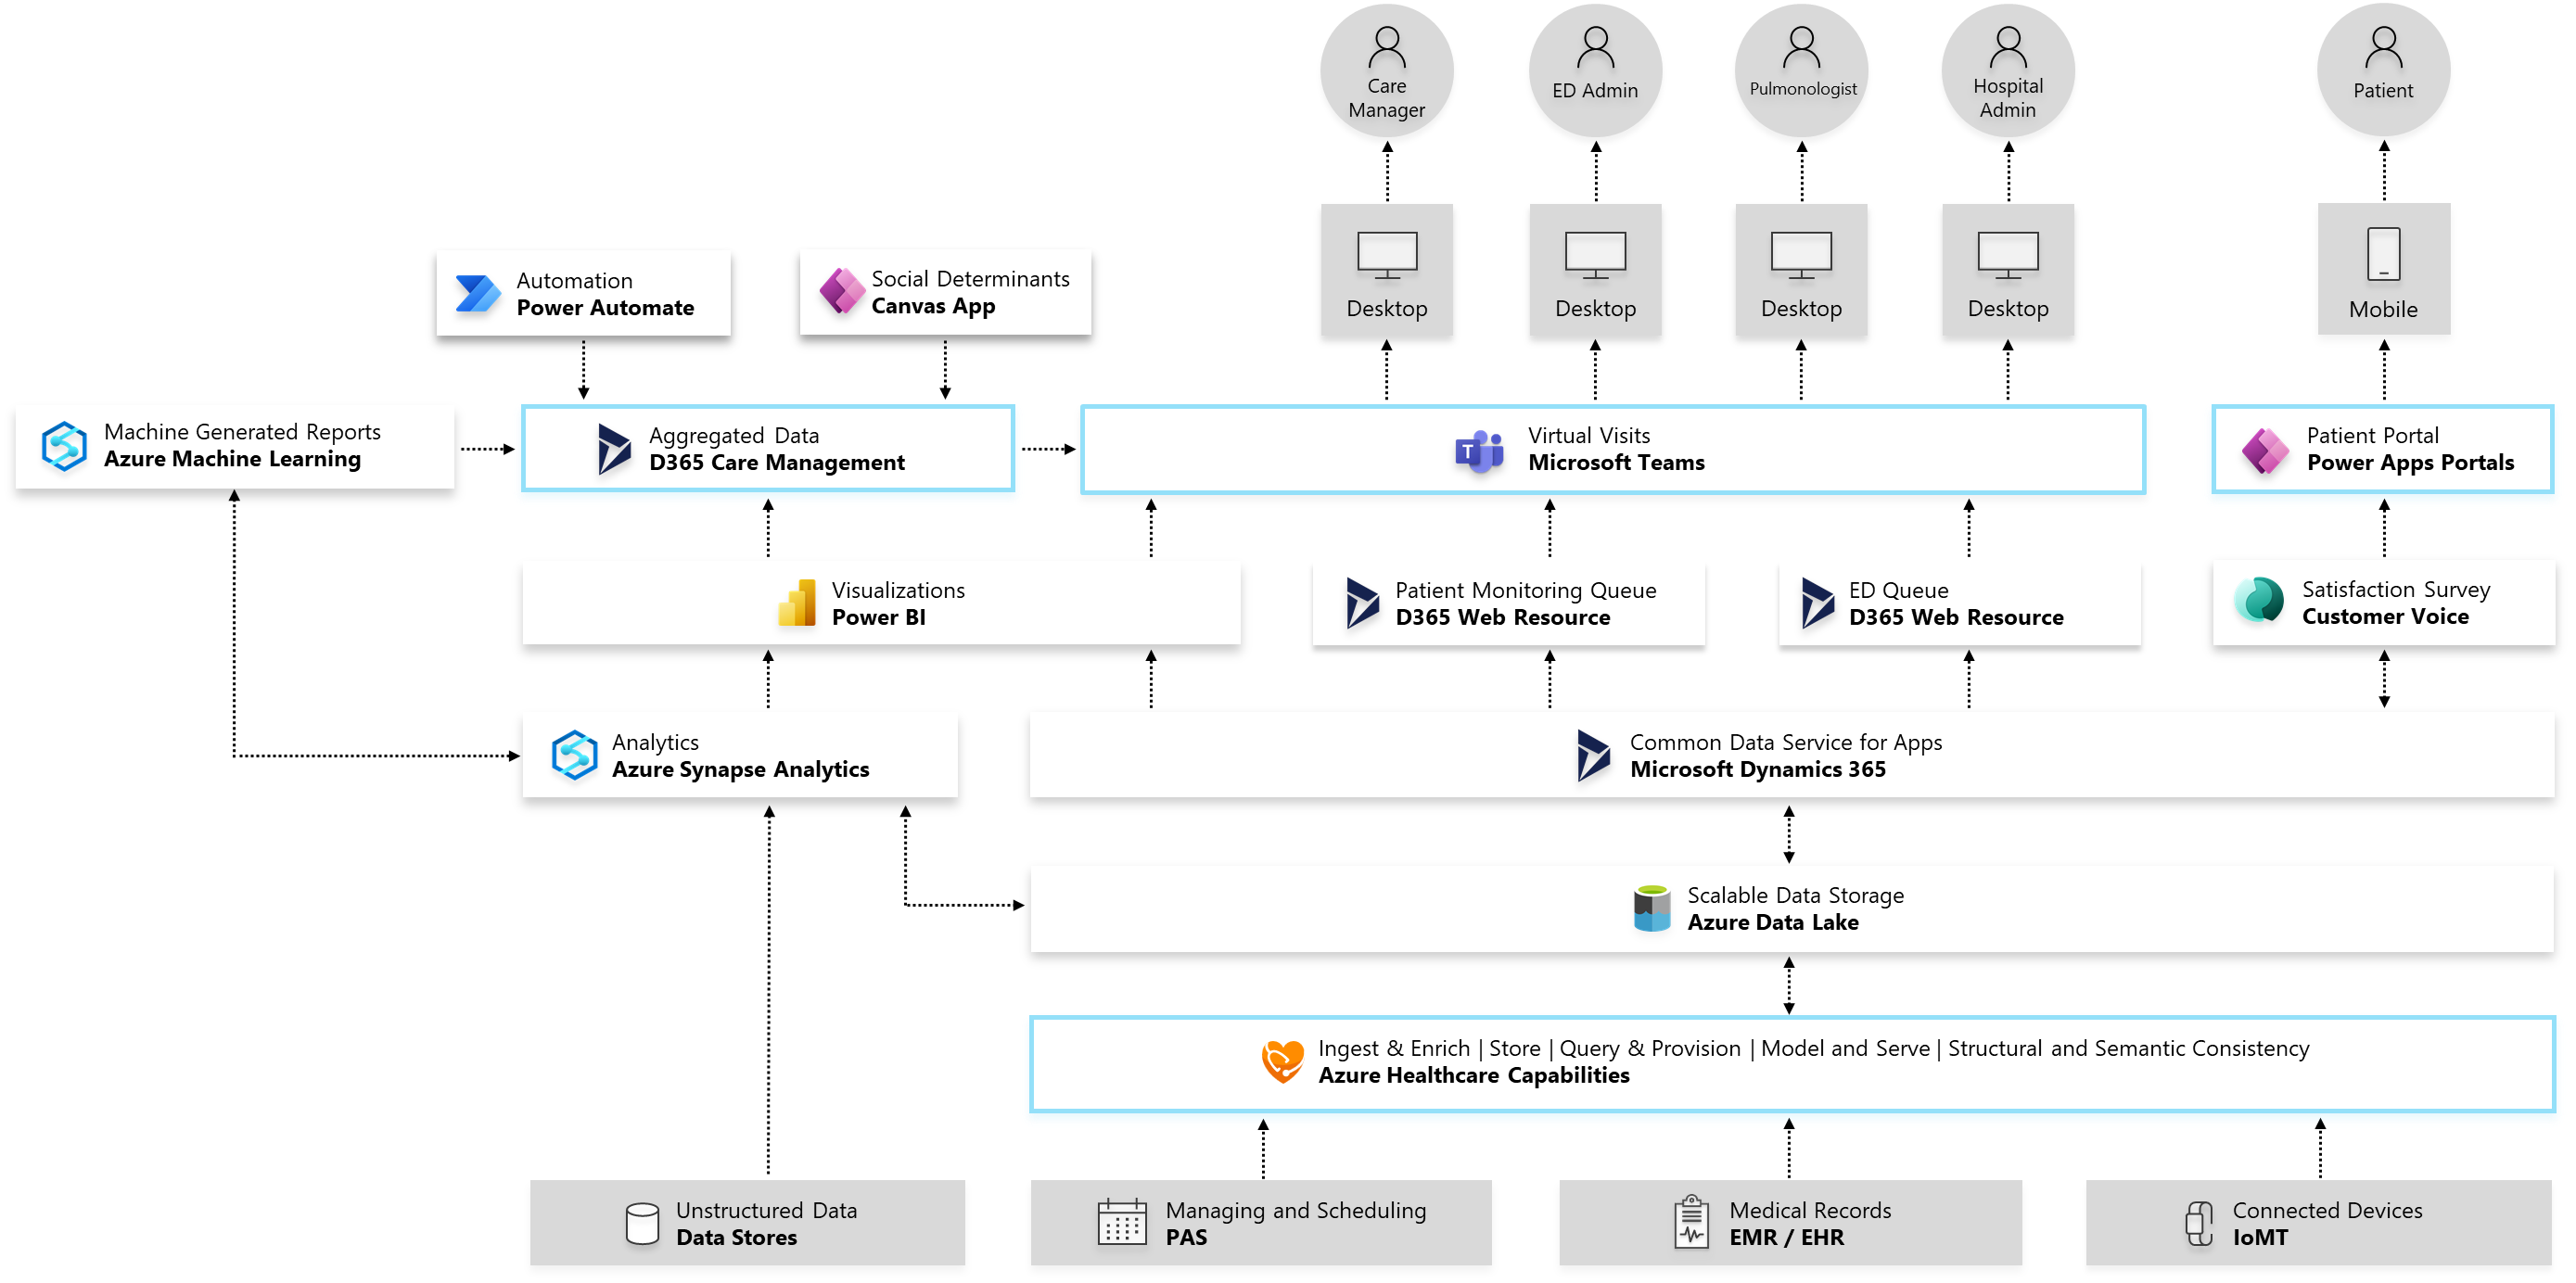 Care
Manager
ED Admin
Pulmonologist
Hospital
Admin
Patient
Desktop
Desktop
Desktop
Desktop
Mobile
Automation
Power Automate
Social Determinants
Canvas App
Machine Generated Reports
Azure Machine Learning
Aggregated Data
D365 Care Management
T
Virtual Visits
Microsoft Teams
Patient Portal
Power Apps Portals
Visualizations
Power BI
Patient Monitoring Queue
D365 Web Resource
ED Queue
D365 Web Resource
Satisfaction Survey
Customer Voice
Analytics
Azure Synapse Analytics
Common Data Service for Apps
Microsoft Dynamics 365
Scalable Data Storage
Azure Data Lake
Ingest & Enrich | Store | Query & Provision | Model and Serve | Structural and Semantic Consistency
Azure Healthcare Capabilities
Unstructured Data
Data Stores
Managing and Scheduling
PAS
Medical Records
EMR / EHR
Connected Devices
IoMT